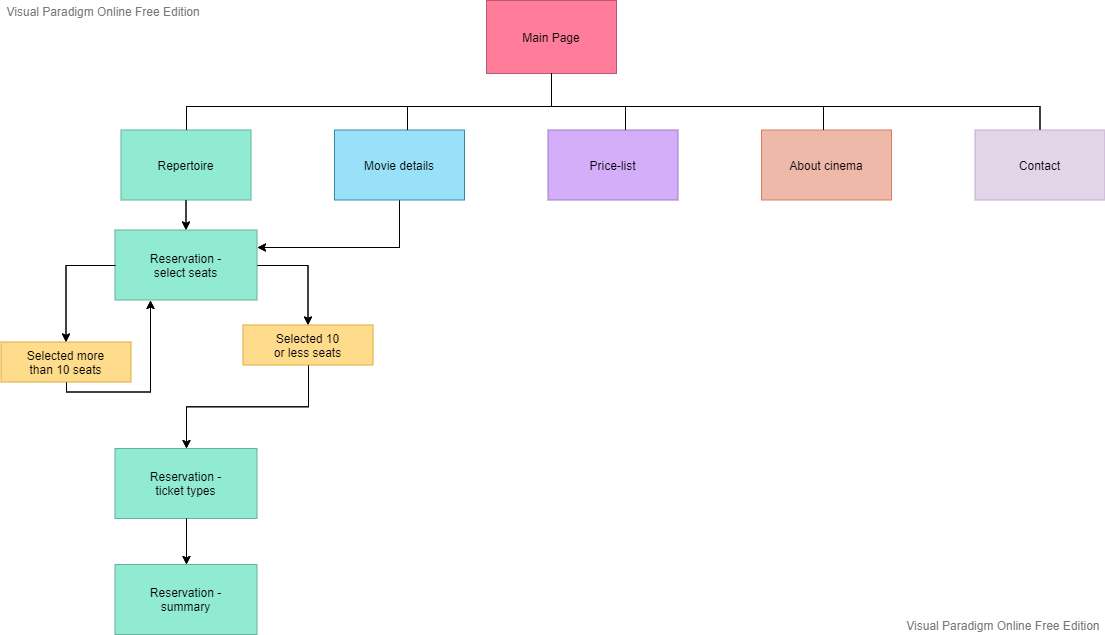 Visual Paradigm Online Free Edition
Main Page
Repertoire
Movie details
Price-list
About cinema
Contact
Reservation -
select seats
Selected 10
or less seats
Selected more
than 10 seats
Reservation -
ticket types
Reservation -
summary
Visual Paradigm Online Free Edition